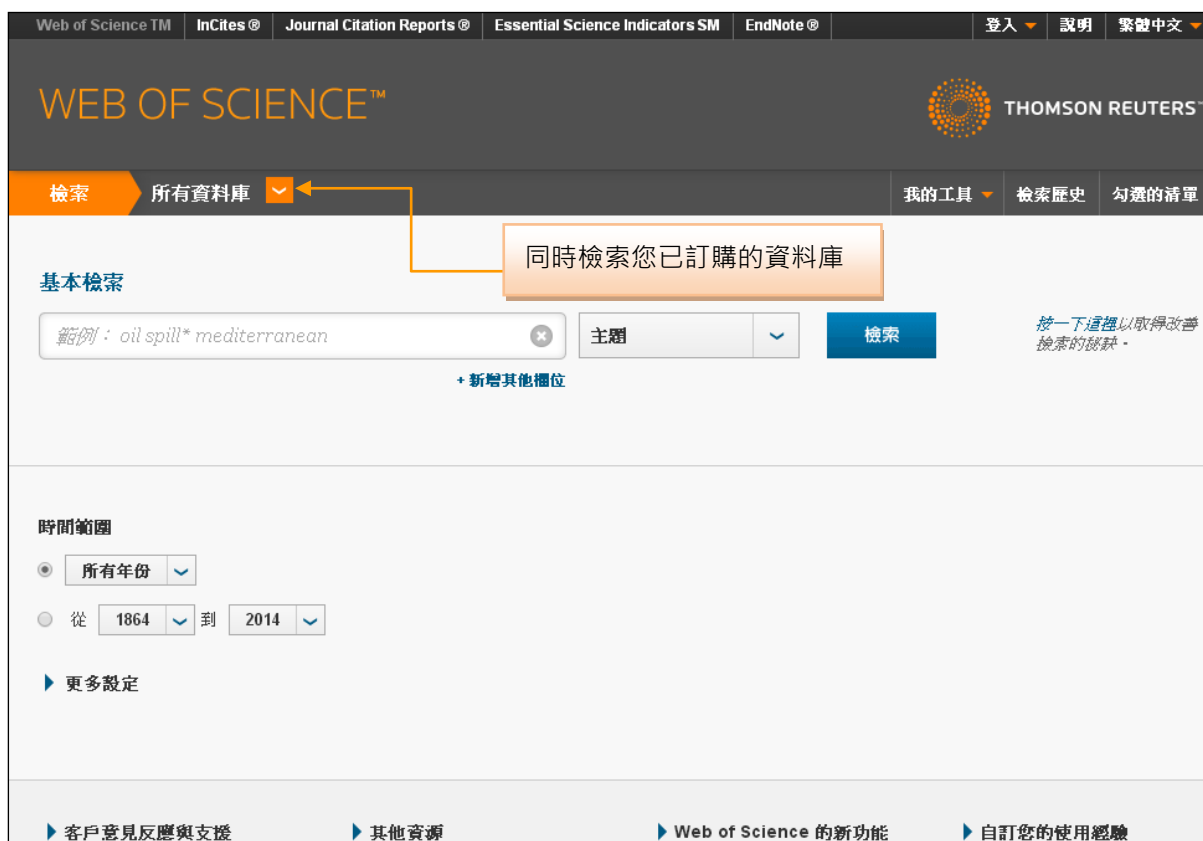 Web of Science TM InCites ® Journal Citation Reports ® Essential Science Indicators SM EndNote ® 登入 説明 繁體中文
WEB OF SCIENCE™ THOMSON REUTERS™
檢索 所有資料庫 我的工具 檢索歷史 勾選的清單
同時檢索您已訂購的資料庫
基本檢索
範例： oil spill* mediterranean 主題 檢索 按一下這裡以取得改善
檢索的秘訣。
+ 新增其他欄位
時間範圍
所有年份
從 1864 到 2014
更多設定
客戶意見反應與支援 其他資源 Web of Science 的新功能 自訂您的使用經驗